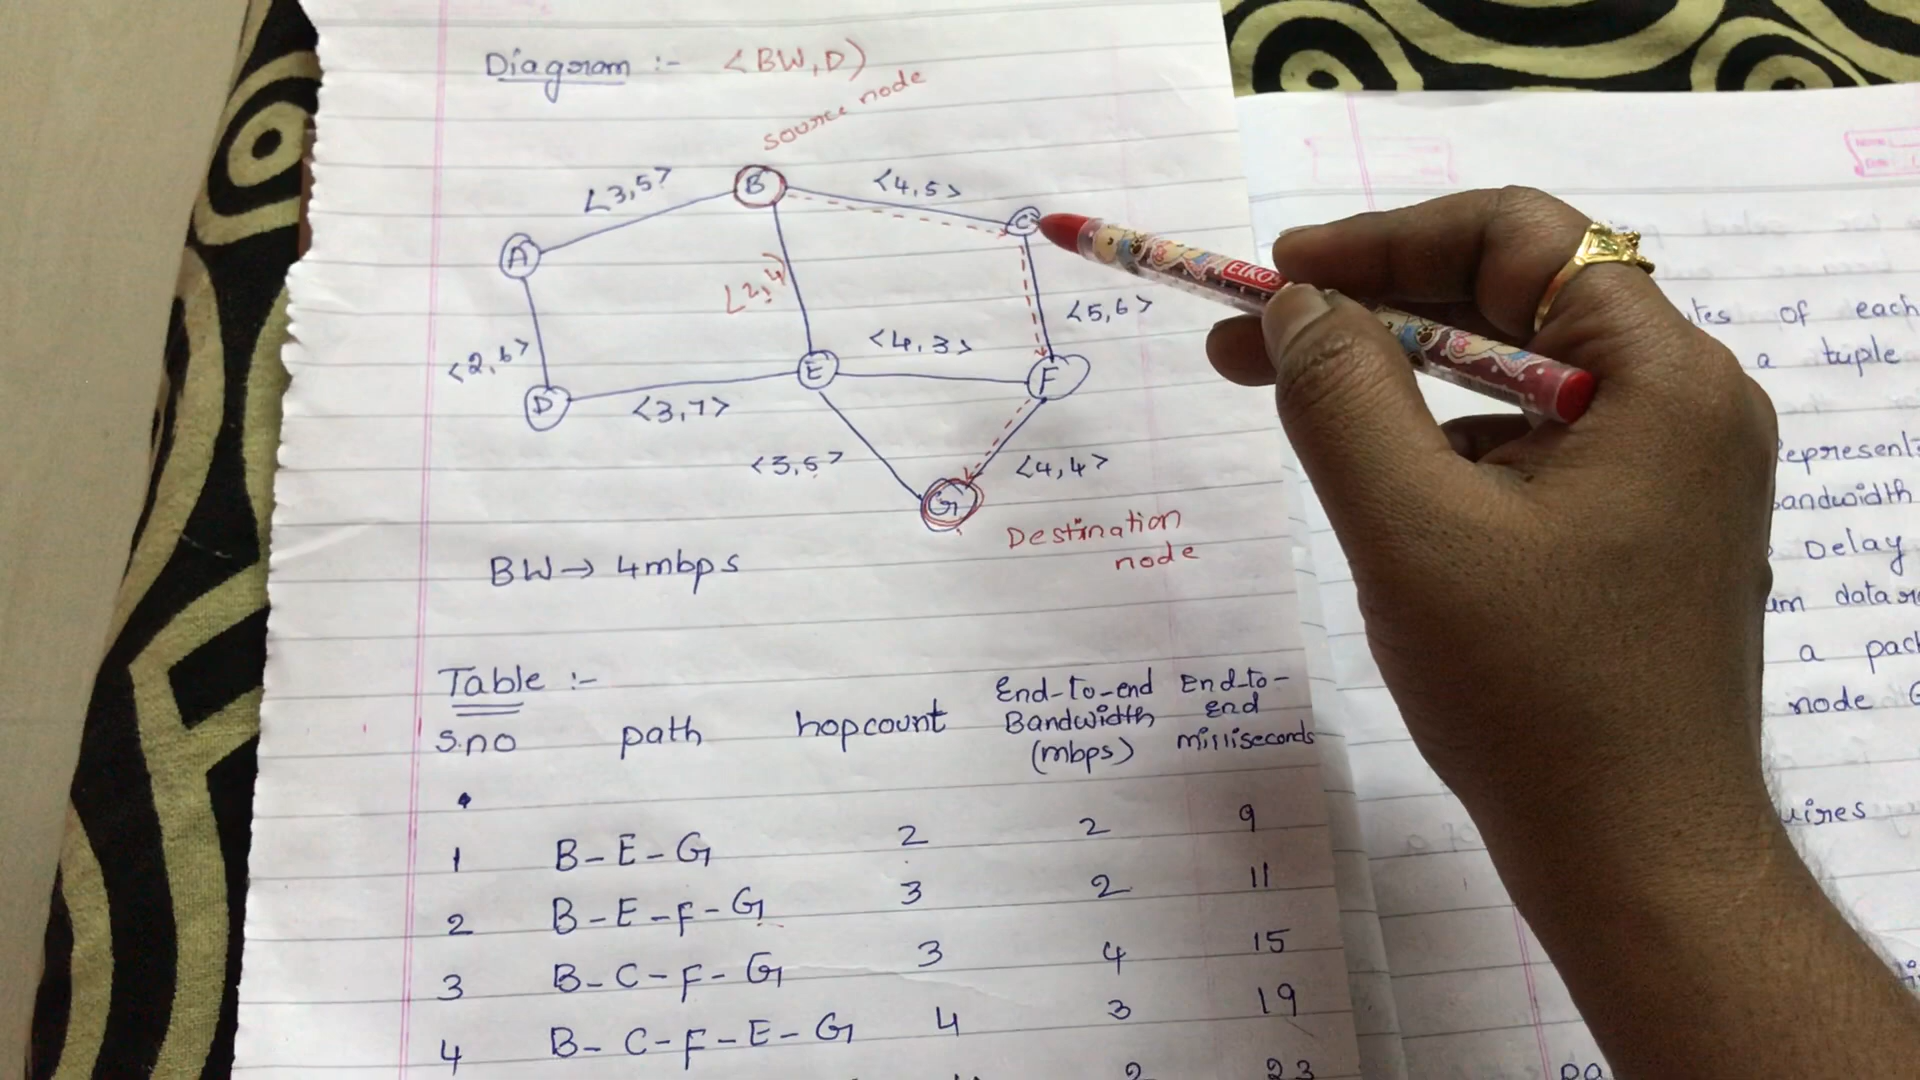 Diagram :- <BW,D)
source node
<3,5>
B
<4,5>
C
A
<2,4)
<5,6>
<4,3>
<2,6>
E
F
D
<3,7>
<3,5>
<4,4>
G
Destination
node
BW → 4mbps
Table :-
S.no path hopcount End-to-end Bandwidth (mbps) End-to-end milliseconds
1 B-E-G 2 2 9
2 B-E-F-G 3 2 11
3 B-C-F-G 3 4 15
4 B-C-F-E-G 4 3 19
2 23
ELKOS
of each
a tuple
bandwidth
Delay
a
node G